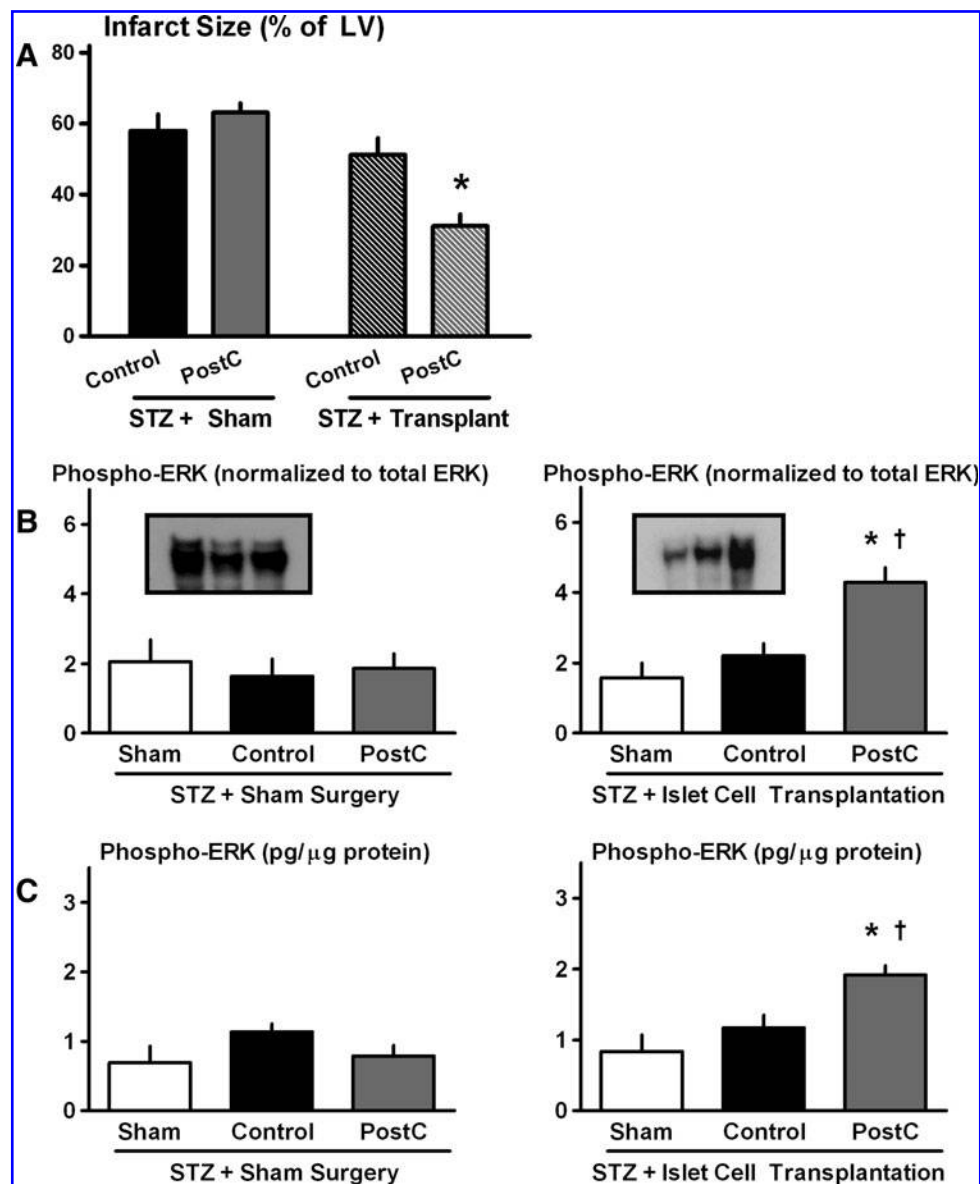 Infarct Size (% of LV)
A
80
60
40
20
0
*
Control PostC Control PostC
STZ + Sham STZ + Transplant
Phospho-ERK (normalized to total ERK) Phospho-ERK (normalized to total ERK)
B
6 6
* †
4 4
2 2
0 0
Sham Control PostC Sham Control PostC
STZ + Sham Surgery STZ + Islet Cell Transplantation
Phospho-ERK (pg/μg protein) Phospho-ERK (pg/μg protein)
C
3 3
* †
2 2
1 1
0 0
Sham Control PostC Sham Control PostC
STZ + Sham Surgery STZ + Islet Cell Transplantation